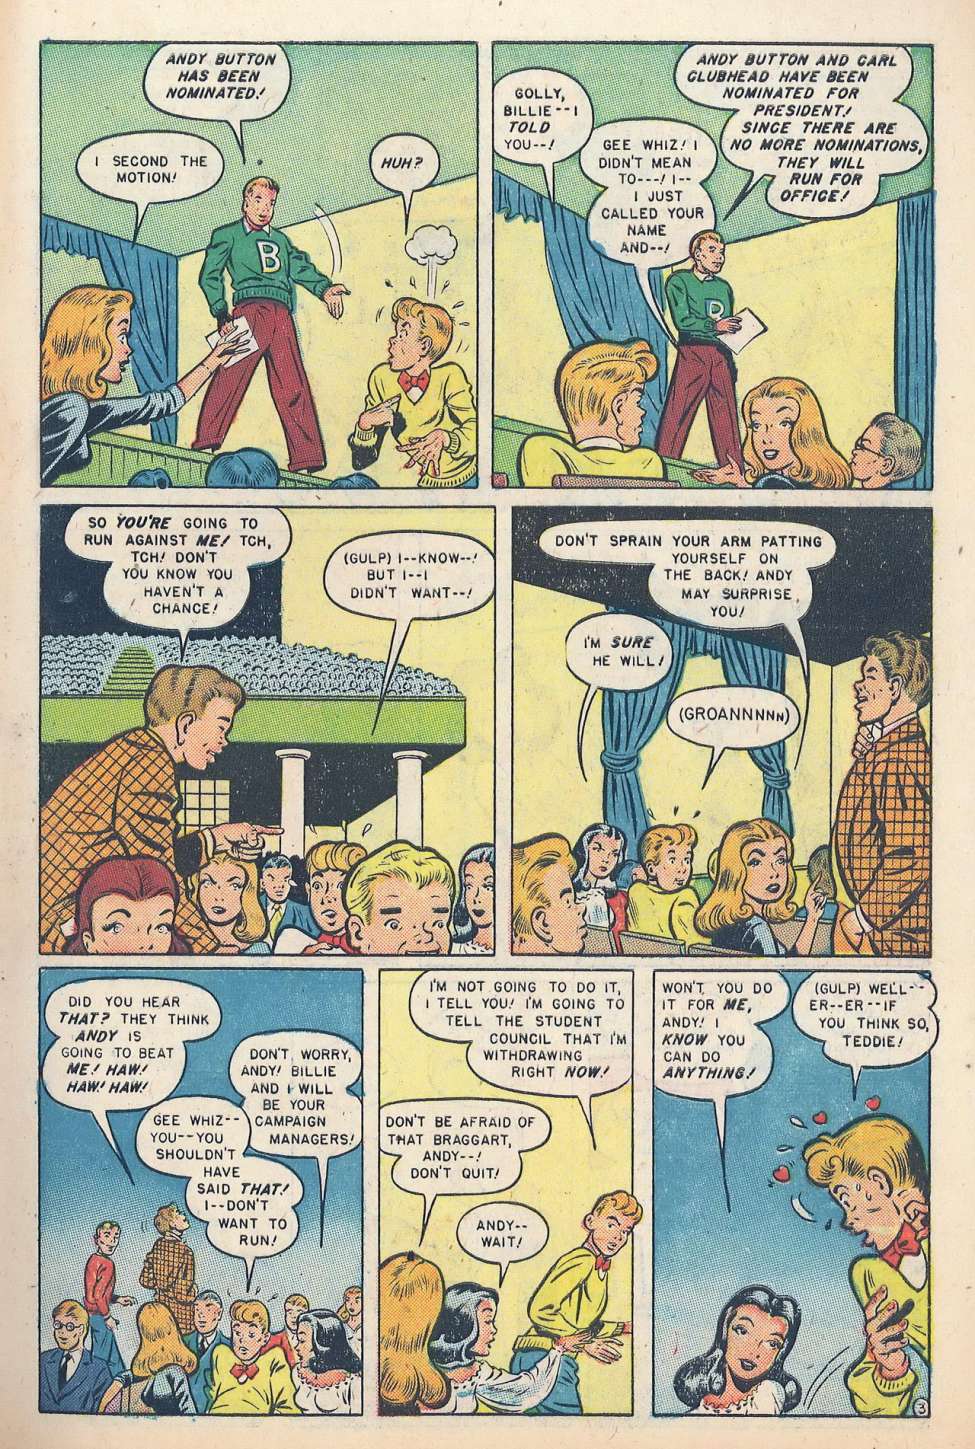 ANDY BUTTON
HAS BEEN
NOMINATED!
I SECOND THE
MOTION!
HUH?
B
GOLLY,
BILLIE--I
TOLD
YOU--!
GEE WHIZ! I
DIDN'T MEAN
TO---! I--
I JUST
CALLED YOUR
NAME
AND--!
ANDY BUTTON AND CARL
CLUBHEAD HAVE BEEN
NOMINATED FOR
PRESIDENT!
SINCE THERE ARE
NO MORE NOMINATIONS,
THEY WILL
RUN FOR
OFFICE!
B
SO YOU'RE GOING TO
RUN AGAINST ME! TCH,
TCH! DON'T
YOU KNOW YOU
HAVEN'T A
CHANCE!
(GULP) I--KNOW--!
BUT I--I
DIDN'T WANT--!
DON'T SPRAIN YOUR ARM PATTING
YOURSELF ON
THE BACK! ANDY
MAY SURPRISE
YOU!
I'M SURE
HE WILL!
(GROANNNNN)
DID YOU HEAR
THAT? THEY THINK
ANDY IS
GOING TO BEAT
ME! HAW!
HAW! HAW!
GEE WHIZ--
YOU--YOU
SHOULDN'T
HAVE
SAID THAT!
I--DON'T
WANT TO
RUN!
DON'T WORRY,
ANDY! BILLIE
AND I WILL
BE YOUR
CAMPAIGN
MANAGERS!
I'M NOT GOING TO DO IT,
I TELL YOU! I'M GOING TO
TELL THE STUDENT
COUNCIL THAT I'M
WITHDRAWING
RIGHT NOW!
DON'T BE AFRAID OF
THAT BRAGGART,
ANDY--!
DON'T QUIT!
ANDY--
WAIT!
WON'T YOU DO
IT FOR ME,
ANDY! I
KNOW YOU
CAN DO
ANYTHING!
(GULP) WELL--
ER--ER--IF
YOU THINK SO,
TEDDIE!
3